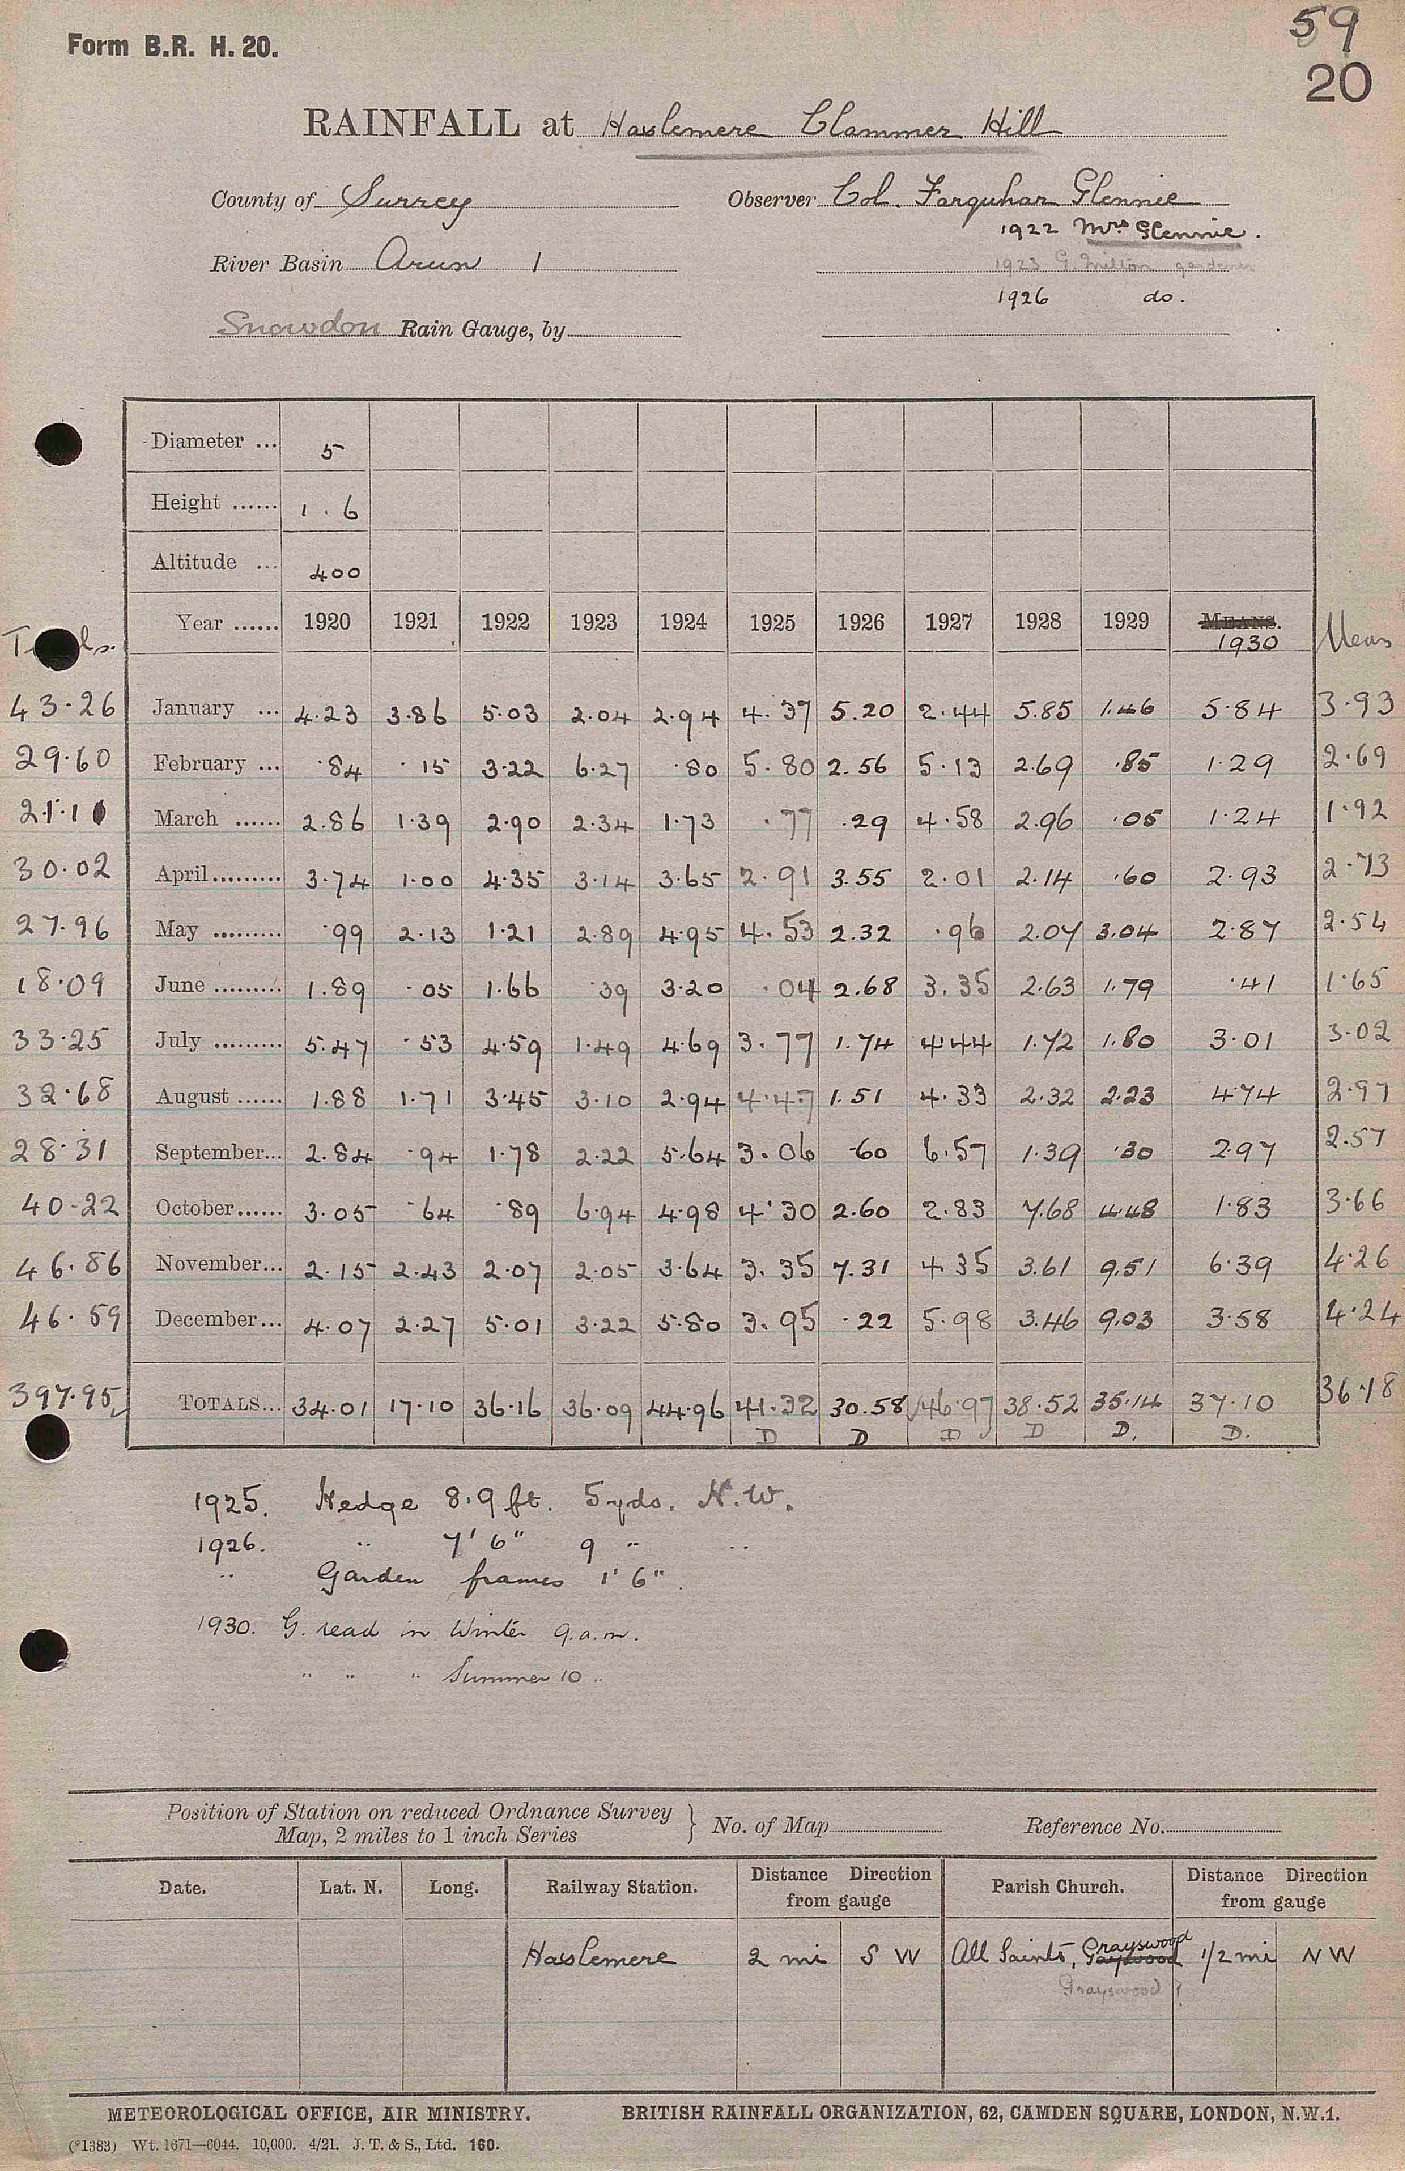 Form B.R. H. 20.
59
20
RAINFALL at Haslemere Clammer Hill
County of Surrey
Observer Col. Farquhar Glennie
1922 Mrs Glennie.
River Basin Arun 1
1923 G. Milton gardener
1926 do.
Snowdon Rain Gauge, by
Diameter ... 5
Height ...... 1.6
Altitude ... 400
Totals. Year ...... 1920 1921 1922 1923 1924 1925 1926 1927 1928 1929 MEANS. 1930 Means
43.26 January ... 4.23 3.86 5.03 2.04 2.94 4.37 5.20 2.44 5.85 1.46 5.84 3.93
29.60 February ... .84 .15 3.22 6.27 .80 5.80 2.56 5.13 2.69 .85 1.29 2.69
21.11 March ...... 2.86 1.39 2.90 2.34 1.73 .77 .29 4.58 2.96 .05 1.24 1.92
30.02 April ......... 3.74 1.00 4.35 3.14 3.65 2.91 3.55 2.01 2.14 .60 2.93 2.73
27.96 May ......... .99 2.13 1.21 2.89 4.95 4.53 2.32 .96 2.07 3.04 2.87 2.54
18.09 June ......... 1.89 .05 1.66 .39 3.20 .04 2.68 3.35 2.63 1.79 .41 1.65
33.25 July ......... 5.47 .53 4.59 1.49 4.69 3.77 1.74 4.44 1.72 1.80 3.01 3.02
32.68 August ...... 1.88 1.71 3.45 3.10 2.94 4.47 1.51 4.33 2.32 2.23 4.74 2.97
28.31 September... 2.84 .94 1.78 2.22 5.64 3.06 .60 6.57 1.39 .30 2.97 2.57
40.22 October...... 3.05 .64 .89 6.94 4.98 4.30 2.60 2.83 7.68 4.48 1.83 3.66
46.86 November... 2.15 2.43 2.07 2.05 3.64 3.35 7.31 4.35 3.61 9.51 6.39 4.26
46.59 December... 4.07 2.27 5.01 3.22 5.80 3.95 .22 5.98 3.46 9.03 3.58 4.24
397.95 TOTALS... 34.01 17.10 36.16 36.09 44.96 41.32 30.58 46.97 38.52 35.14 37.10 36.18
D D D D D. D.
1925. Hedge 8.9 ft. 5 yds. N.W.
1926. " 7' 6" 9 " "
" Garden frames 1' 6".
1930. G. read in Winter 9 a.m.
" " " Summer 10 "
Position of Station on reduced Ordnance Survey
Map, 2 miles to 1 inch Series } No. of Map Reference No.
Date. Lat. N. Long. Railway Station. Distance Direction from gauge Parish Church. Distance Direction from gauge
Haslemere 2 mi S W All Saints, Grayswood 1/2 mi N W
Grayswood ?
METEOROLOGICAL OFFICE, AIR MINISTRY. BRITISH RAINFALL ORGANIZATION, 62, CAMDEN SQUARE, LONDON, N.W.1.
(*1383) Wt. 1671—6044. 10,000. 4/21. J. T. & S., Ltd. 160.